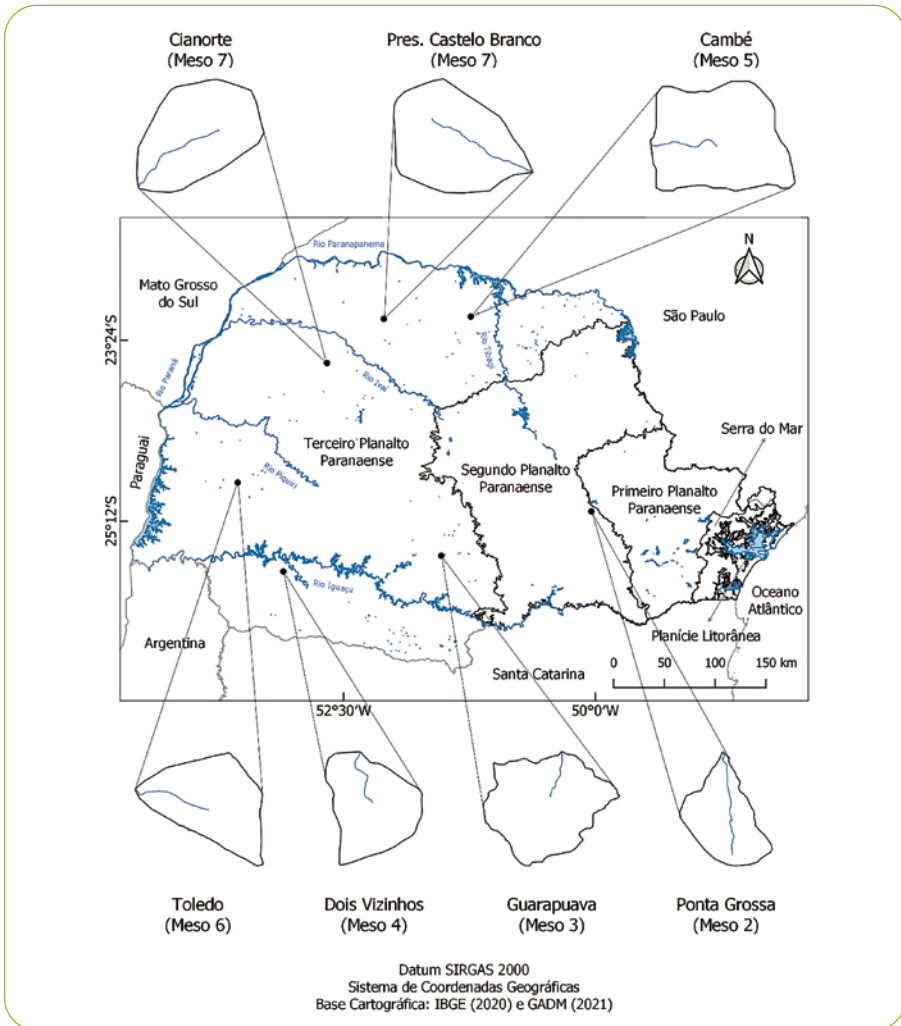 Cianorte
(Meso 7)
Pres. Castelo Branco
(Meso 7)
Cambé
(Meso 5)
Rio Paranapanema
N
Mato Grosso
do Sul
São Paulo
23°24'S
Rio Tibagi
Rio Paraná
Rio Ivaí
Serra do Mar
Terceiro Planalto
Paranaense
Segundo Planalto
Paranaense
Paraguai
Rio Piquiri
Primeiro Planalto
Paranaense
25°12'S
Rio Iguaçu
Oceano
Atlântico
Planície Litorânea
Argentina
Santa Catarina
0 50 100 150 km
52°30'W
50°0'W
Toledo
(Meso 6)
Dois Vizinhos
(Meso 4)
Guarapuava
(Meso 3)
Ponta Grossa
(Meso 2)
Datum SIRGAS 2000
Sistema de Coordenadas Geográficas
Base Cartográfica: IBGE (2020) e GADM (2021)